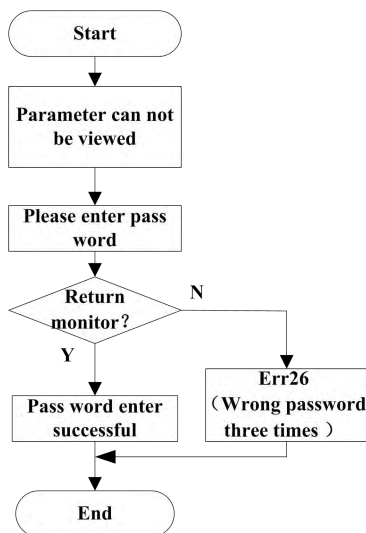 Start
Parameter can not
be viewed
Please enter pass
word
Return
monitor？
N
Y
Pass word enter
successful
Err26
（Wrong password
three times ）
End